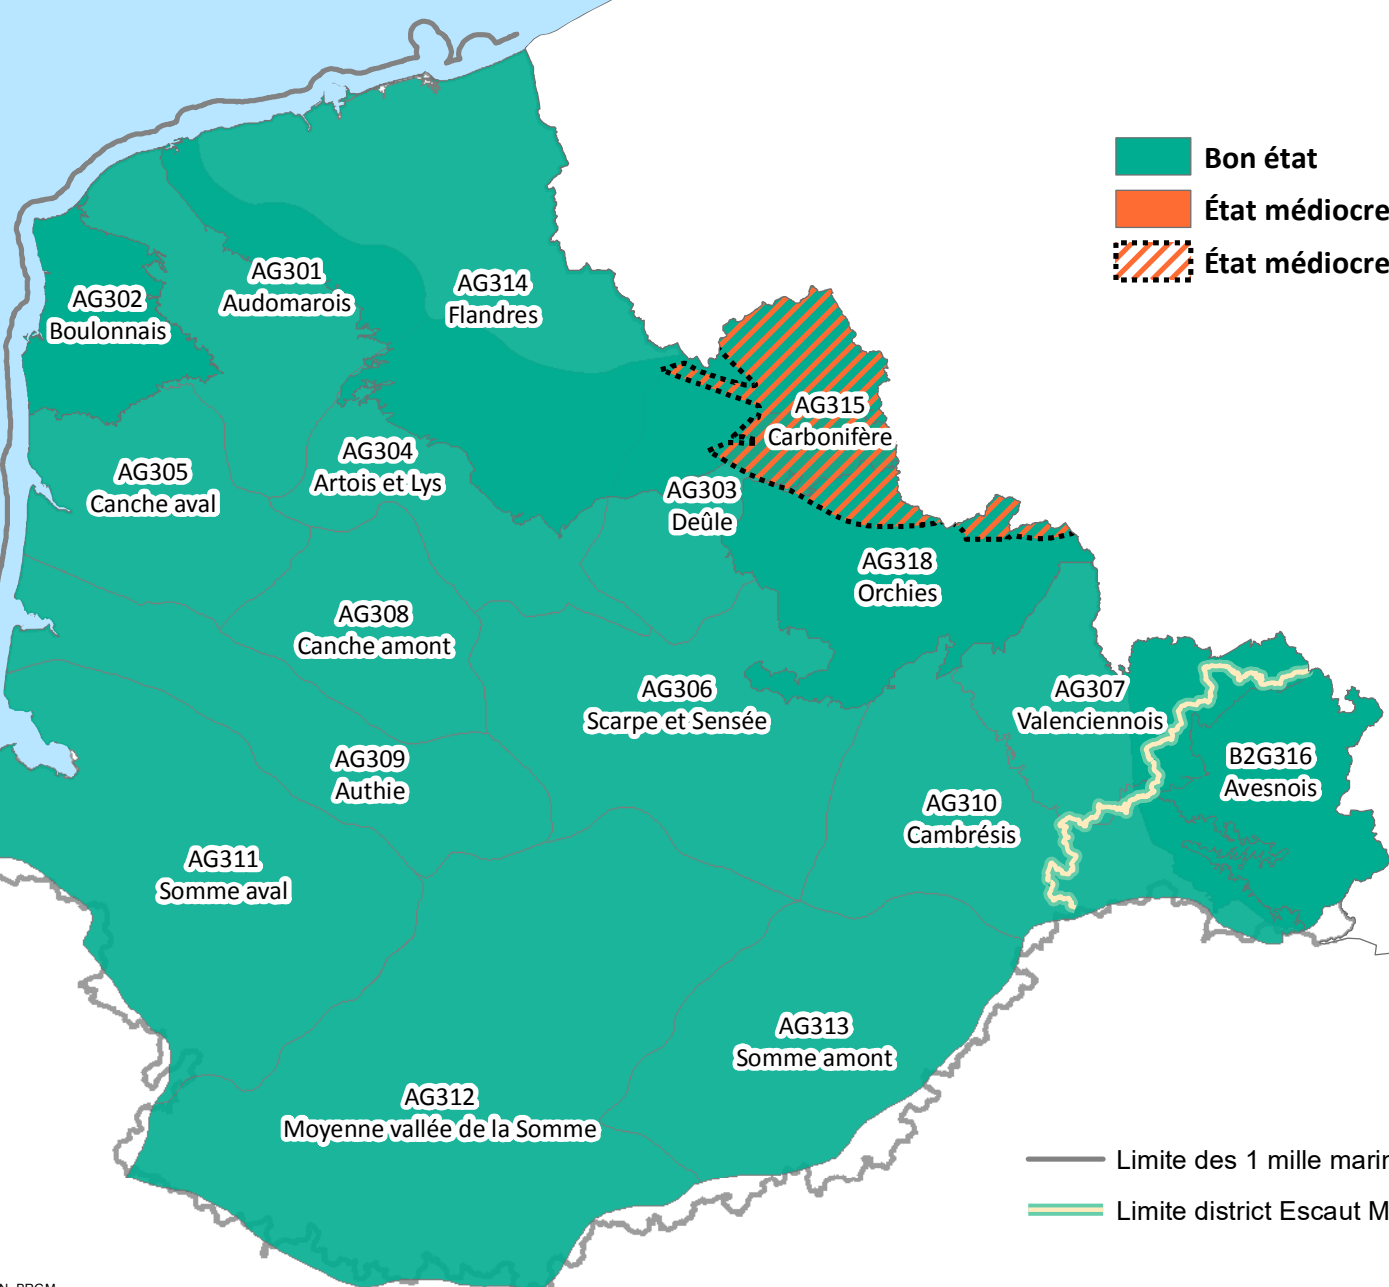 Bon état
État médiocre
État médiocre
AG302
Boulonnais
AG301
Audomarois
AG314
Flandres
AG315
Carbonifère
AG305
Canche aval
AG304
Artois et Lys
AG303
Deûle
AG318
Orchies
AG308
Canche amont
AG306
Scarpe et Sensée
AG307
Valenciennois
AG309
Authie
B2G316
Avesnois
AG310
Cambrésis
AG311
Somme aval
AG313
Somme amont
AG312
Moyenne vallée de la Somme
Limite des 1 mille marin
Limite district Escaut M